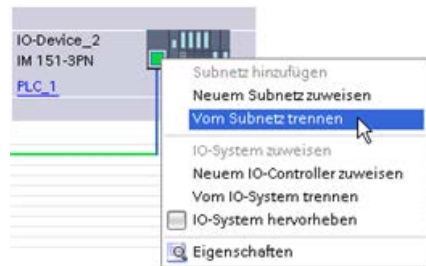 IO-Device_2
IM 151-3PN
PLC_1
Subnetz hinzufügen
Neuem Subnetz zuweisen
Vom Subnetz trennen
IO-System zuweisen
Neuem IO-Controller zuweisen
Vom IO-System trennen
IO-System hervorheben
Eigenschaften